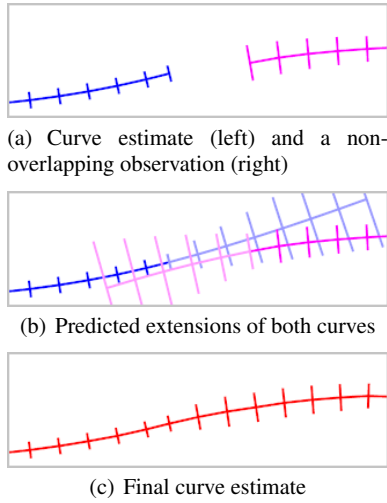 (a) Curve estimate (left) and a non-
overlapping observation (right)
(b) Predicted extensions of both curves
(c) Final curve estimate